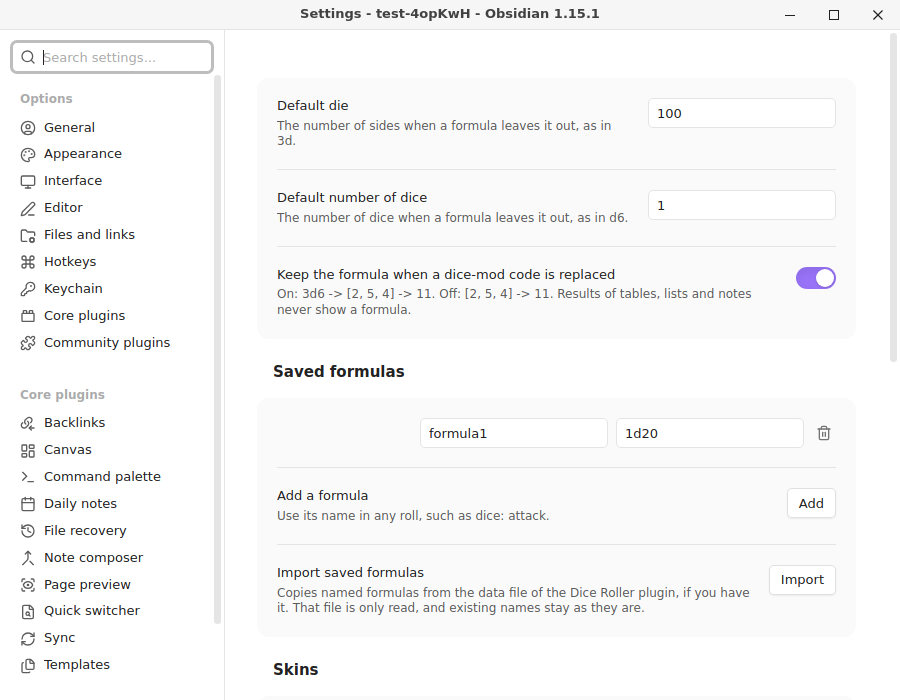 Settings - test-4opKwH - Obsidian 1.15.1
Search settings...
Options
General
Appearance
Interface
Editor
Files and links
Hotkeys
Keychain
Core plugins
Community plugins
Core plugins
Backlinks
Canvas
Command palette
Daily notes
File recovery
Note composer
Page preview
Quick switcher
Sync
Templates
Default die
The number of sides when a formula leaves it out, as in
3d.
100
Default number of dice
The number of dice when a formula leaves it out, as in d6.
1
Keep the formula when a dice-mod code is replaced
On: 3d6 -> [2, 5, 4] -> 11. Off: [2, 5, 4] -> 11. Results of tables, lists and notes
never show a formula.
Saved formulas
formula1
1d20
Add a formula
Use its name in any roll, such as dice: attack.
Add
Import saved formulas
Copies named formulas from the data file of the Dice Roller plugin, if you have
it. That file is only read, and existing names stay as they are.
Import
Skins